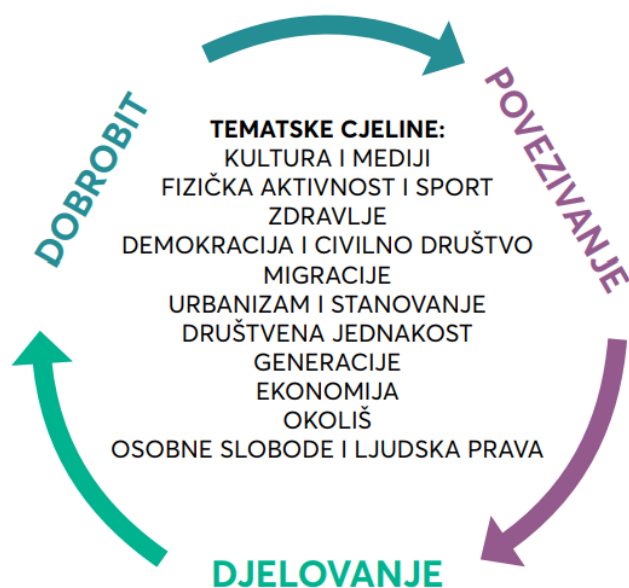 DOBROBIT
POVEZIVANJE
TEMATSKE CJELINE:
KULTURA I MEDIJI
FIZIČKA AKTIVNOST I SPORT
ZDRAVLJE
DEMOKRACIJA I CIVILNO DRUŠTVO
MIGRACIJE
URBANIZAM I STANOVANJE
DRUŠTVENA JEDNAKOST
GENERACIJE
EKONOMIJA
OKOLIŠ
OSOBNE SLOBODE I LJUDSKA PRAVA
DJELOVANJE